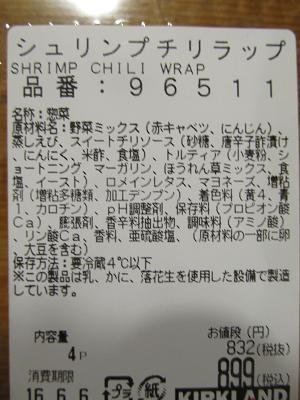 シュリンプチリラップ
SHRIMP CHILI WRAP
品番:96511
名称:惣菜
原材料名:野菜ミックス(赤キャベツ、にんじん)、
蒸しえび、スイートチリソース(砂糖、唐辛子酢漬け
、にんにく、米酢、食塩)、トルティア(小麦粉、ショ
ートニング、マーガリン、ほうれん草ミックス、食
塩、イースト)、ロメインレタス、マヨネーズ、増粘
剤(増粘多糖類、加工デンプン)、着色料(黄4、青
1、カロチン)、pH調整剤、保存料(プロピオン酸
Ca)、膨張剤、香辛料抽出物、調味料(アミノ酸)
、リン酸Ca、香料、亜硫酸塩、(原材料の一部に卵
、大豆を含む)
保存方法:要冷蔵4℃以下
※この製品は乳、かに、落花生を使用した設備で製造
しています。
内容量
4P
お値段(円)
832(税抜)
899(税込)
消費期限
16.6.6
プラ
紙
KIRKLAND